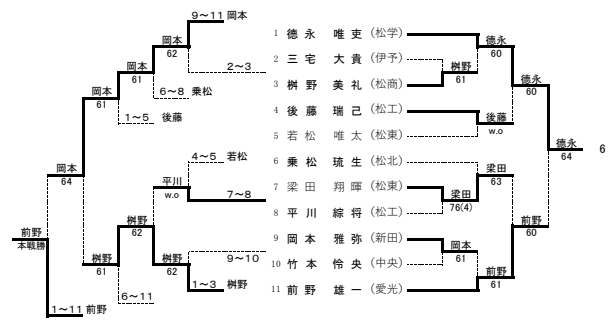 9～11 岡本
岡本
62
2～3
岡本
61
6～8 乗松
岡本
61
1～5 後藤
岡本
64
4～5 若松
平川
w.o
7～8
桝野
62
前野
本戦勝
桝野
61
桝野
62
9～10
1～3 桝野
6～11
1～11 前野
1 德永 唯吏 (松学)
2 三宅 大貴 (伊予)
3 桝野 美礼 (松商)
4 後藤 瑞己 (松工)
5 若松 唯太 (松東)
6 乗松 琉生 (松北)
7 梁田 翔暉 (松東)
8 平川 綜将 (松工)
9 岡本 雅弥 (新田)
10 竹本 怜央 (中央)
11 前野 雄一 (愛光)
德永
60
桝野
61
德永
60
後藤
w.o
德永
64
6
梁田
63
梁田
76(4)
前野
60
岡本
61
前野
61